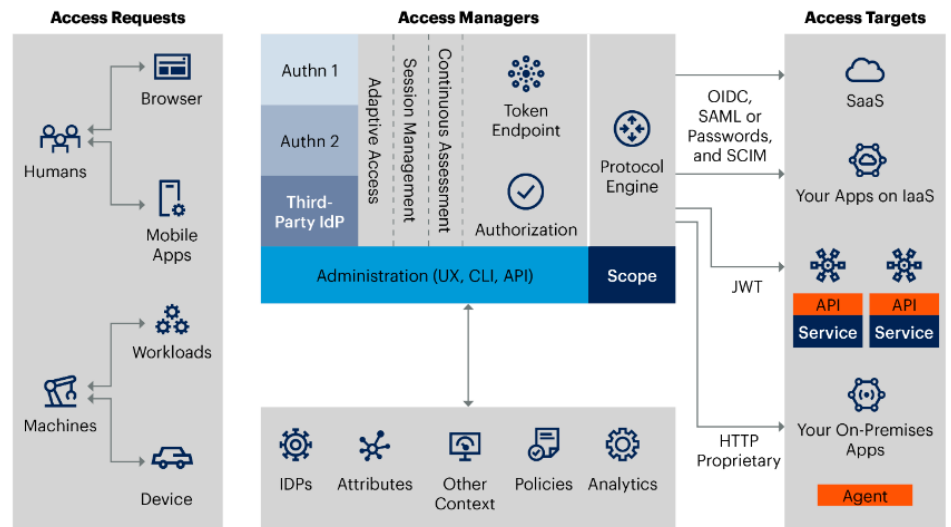 Access Requests
Access Managers
Access Targets
Browser
Humans
Mobile
Apps
Workloads
Machines
Device
Authn 1
Authn 2
Third-
Party IdP
Adaptive Access
Session Management
Continuous Assessment
Token
Endpoint
Authorization
Protocol
Engine
Administration (UX, CLI, API)
Scope
IDPs
Attributes
Other
Context
Policies
Analytics
OIDC,
SAML or
Passwords,
and SCIM
JWT
HTTP
Proprietary
SaaS
Your Apps on IaaS
API
Service
API
Service
Your On-Premises
Apps
Agent